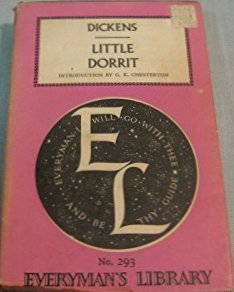 DICKENS
LITTLE
DORRIT
INTRODUCTION BY G. K. CHESTERTON
EVERYMAN, I WILL GO WITH THEE
AND BE THY GUIDE
EL
No. 293
EVERYMAN'S LIBRARY